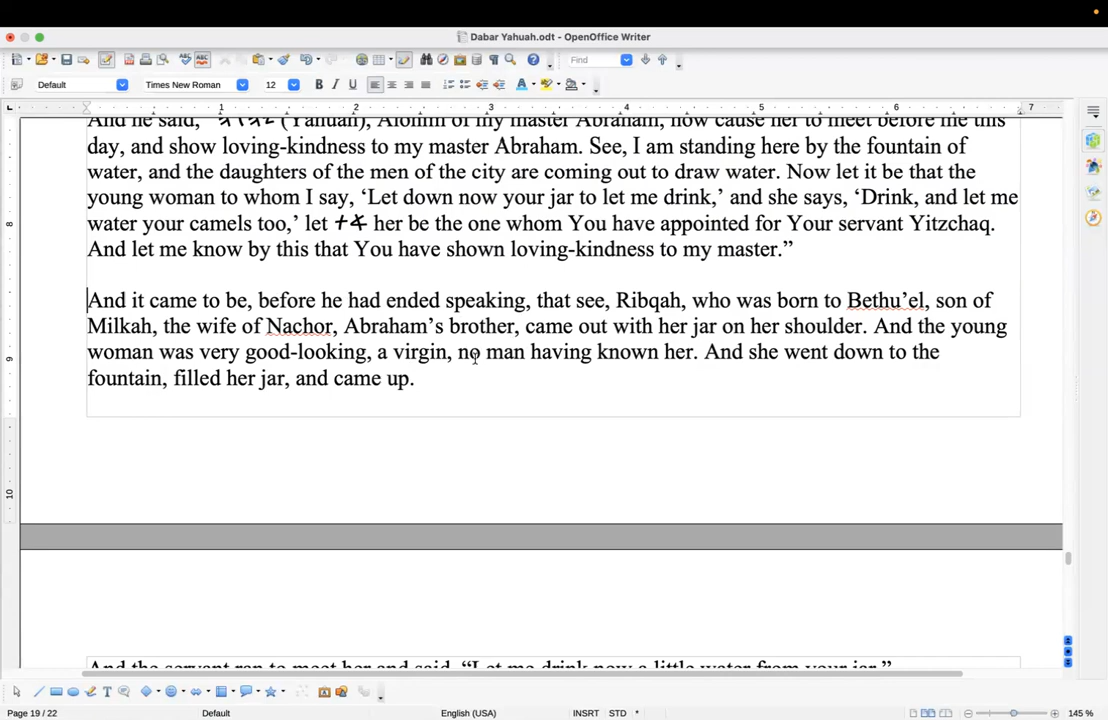 Dabar Yahuah.odt - OpenOffice Writer
Find
Default
Times New Roman
12
1 2 3 4 5 6 7
And he said, “𐤉𐤄𐤅𐤄 (Yahuah), Alohim of my master Abraham, now cause her to meet before me this
day, and show loving-kindness to my master Abraham. See, I am standing here by the fountain of
water, and the daughters of the men of the city are coming out to draw water. Now let it be that the
young woman to whom I say, ‘Let down now your jar to let me drink,’ and she says, ‘Drink, and let me
water your camels too,’ let 𐤕𐤀 her be the one whom You have appointed for Your servant Yitzchaq.
And let me know by this that You have shown loving-kindness to my master.”
And it came to be, before he had ended speaking, that see, Ribqah, who was born to Bethu’el, son of
Milkah, the wife of Nachor, Abraham’s brother, came out with her jar on her shoulder. And the young
woman was very good-looking, a virgin, no man having known her. And she went down to the
fountain, filled her jar, and came up.
8
9
10
And the servant ran to meet her and said, “Let me drink now a little water from your jar.”
Page 19 / 22
Default
English (USA)
INSRT
STD
*
145 %